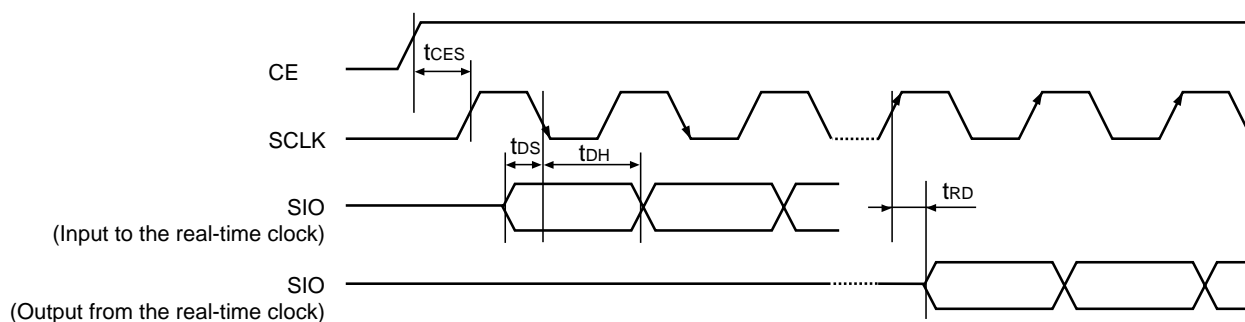 tCES
CE
SCLK
tDS
tDH
SIO
(Input to the real-time clock)
tRD
SIO
(Output from the real-time clock)